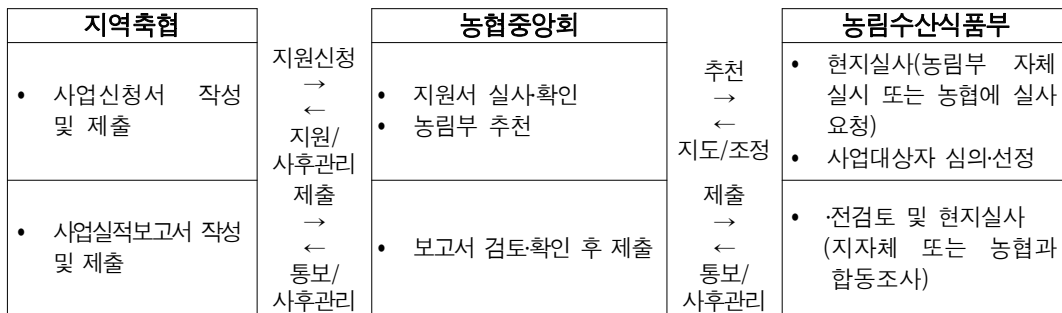 지역축협
농협중앙회
농림수산식품부
• 사업신청서 작성
및 제출
지원신청
→
←
지원/
사후관리
• 지원서 실사·확인
• 농림부 추천
추천
→
←
지도/조정
• 현지실사(농림부 자체
실시 또는 농협에 실사
요청)
• 사업대상자 심의·선정
• 사업실적보고서 작성
및 제출
제출
→
←
통보/
사후관리
• 보고서 검토·확인 후 제출
제출
→
←
통보/
사후관리
• ·전검토 및 현지실사
(지자체 또는 농협과
합동조사)